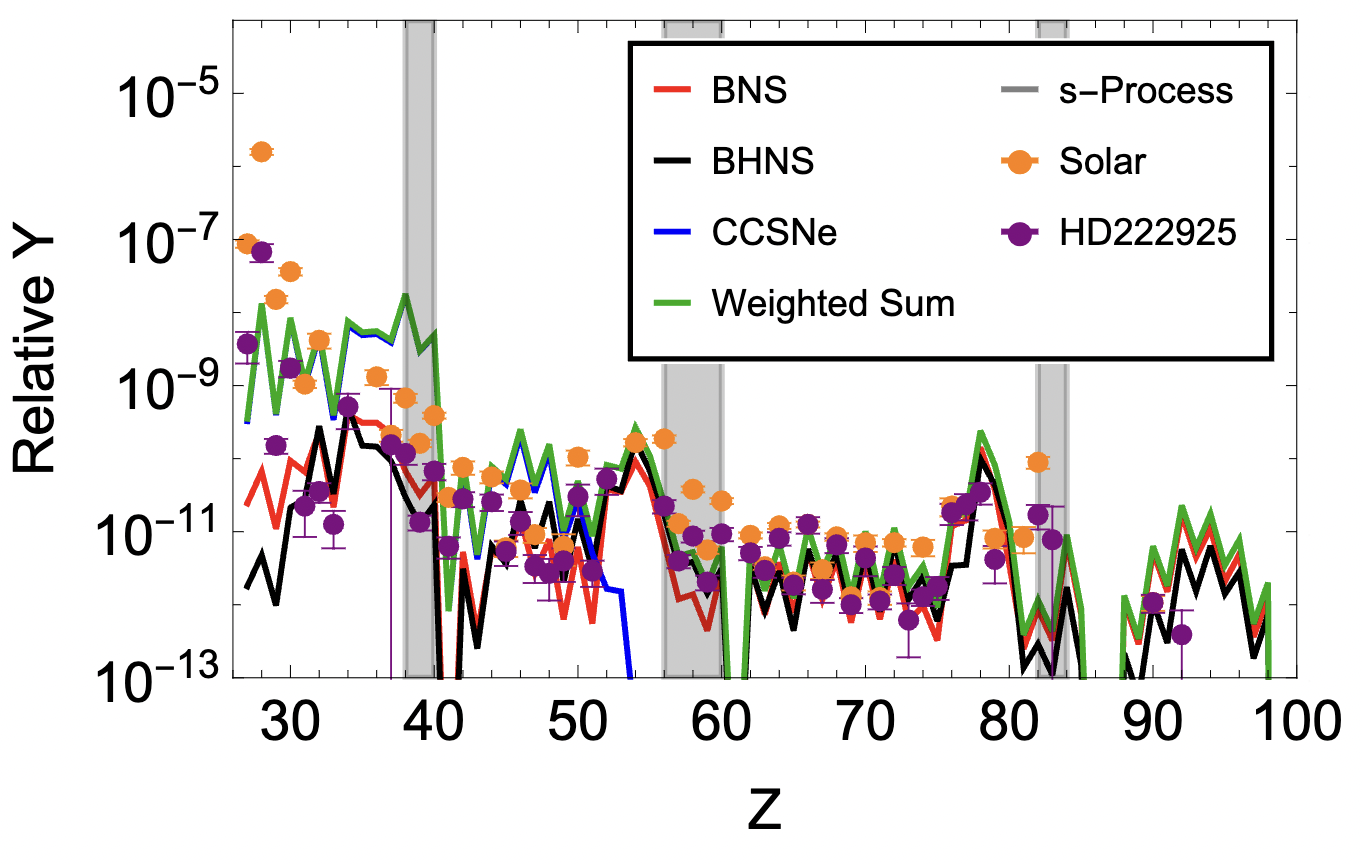 10−5
10−7
10−9
10−11
10−13
Relative Y
BNS
BHNS
CCSNe
Weighted Sum
s−Process
Solar
HD222925
30 40 50 60 70 80 90 100
Z